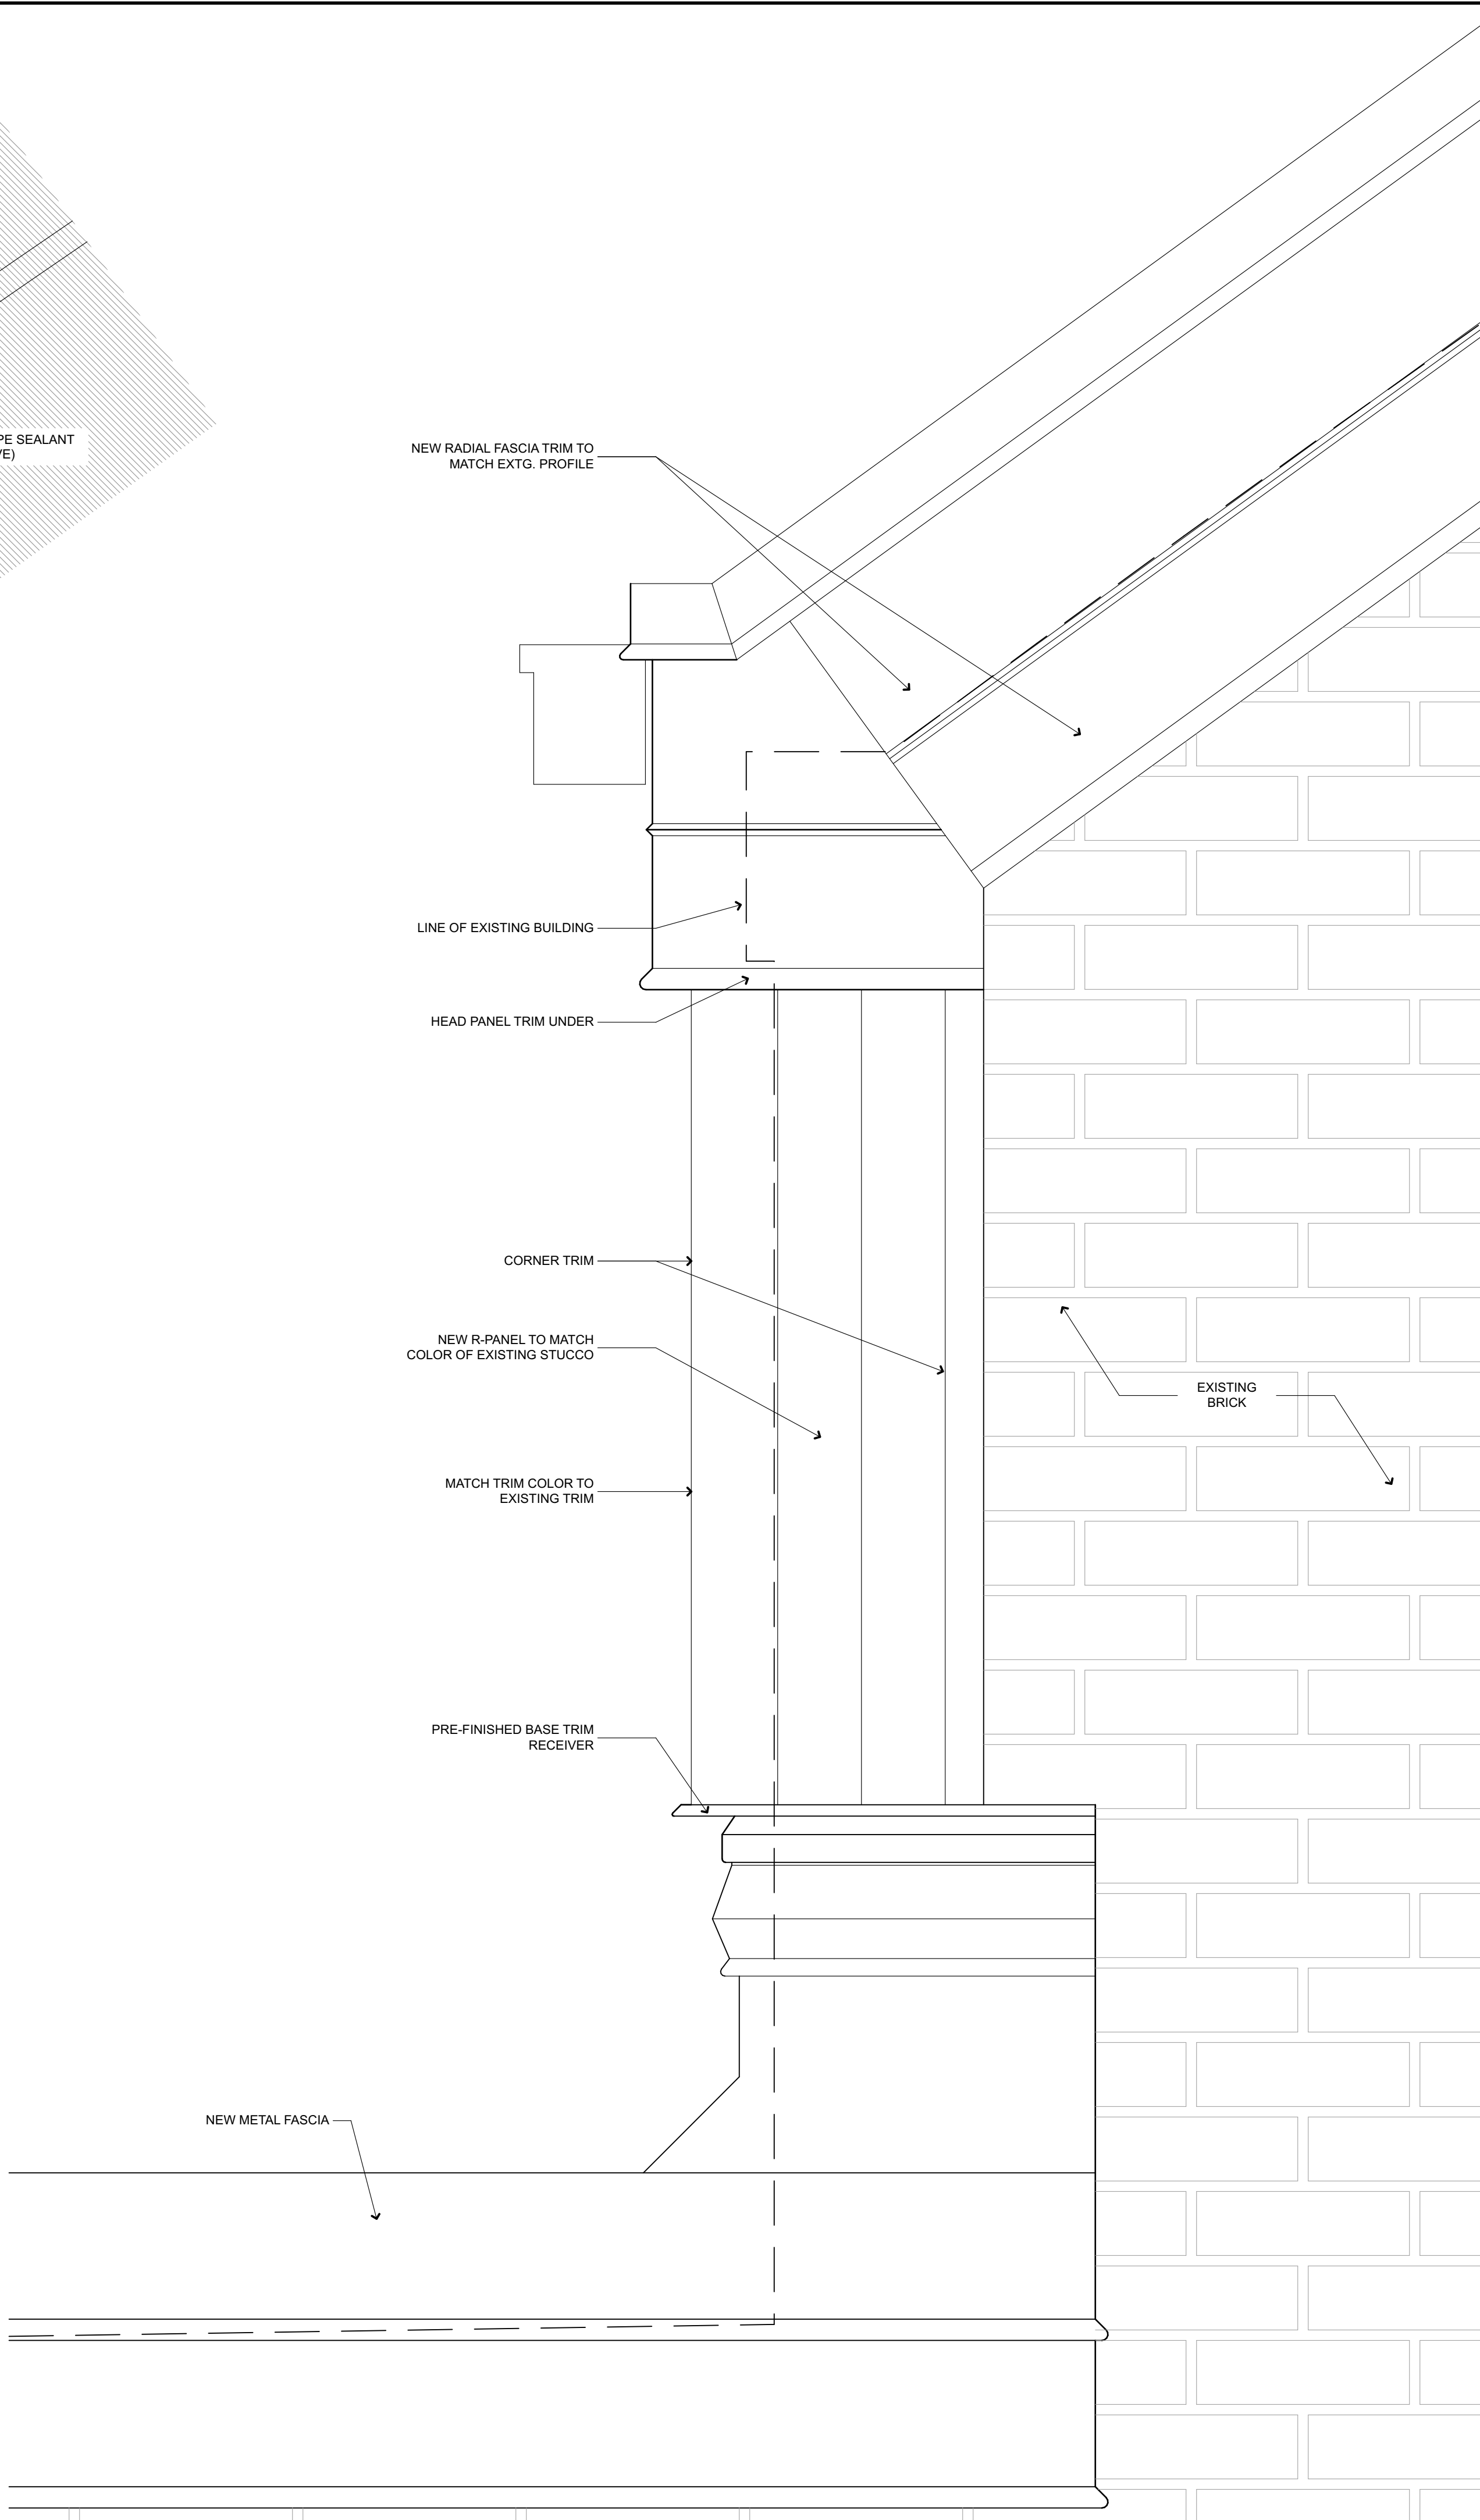 PE SEALANT
VE)
NEW RADIAL FASCIA TRIM TO
MATCH EXTG. PROFILE
LINE OF EXISTING BUILDING
HEAD PANEL TRIM UNDER
CORNER TRIM
NEW R-PANEL TO MATCH
COLOR OF EXISTING STUCCO
EXISTING
BRICK
MATCH TRIM COLOR TO
EXISTING TRIM
PRE-FINISHED BASE TRIM
RECEIVER
NEW METAL FASCIA